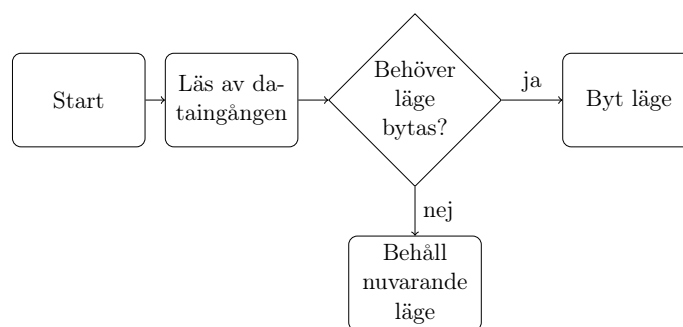 Start
Läs av da-
taingången
Behöver
läge
bytas?
ja
Byt läge
nej
Behåll
nuvarande
läge